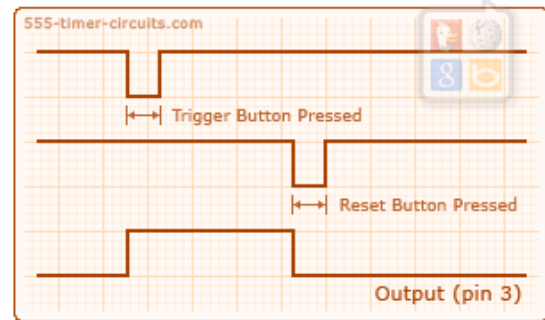 555-timer-circuits.com
Trigger Button Pressed
Reset Button Pressed
Output (pin 3)